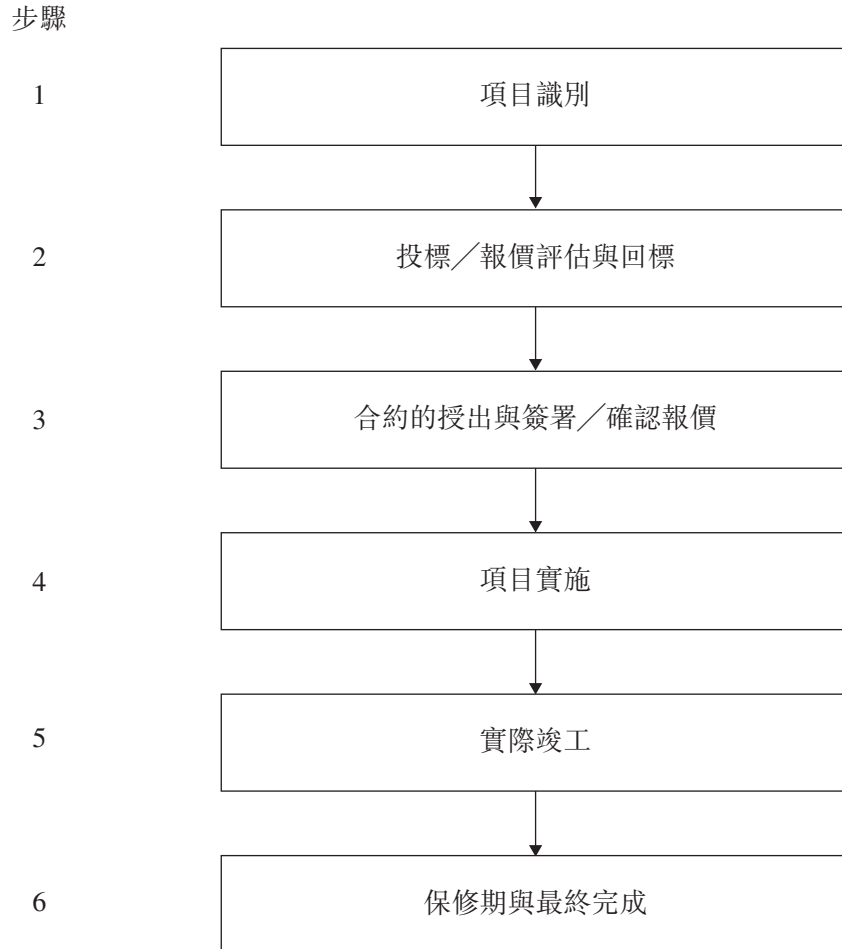 步驟
1 項目識別
2 投標／報價評估與回標
3 合約的授出與簽署／確認報價
4 項目實施
5 實際竣工
6 保修期與最終完成